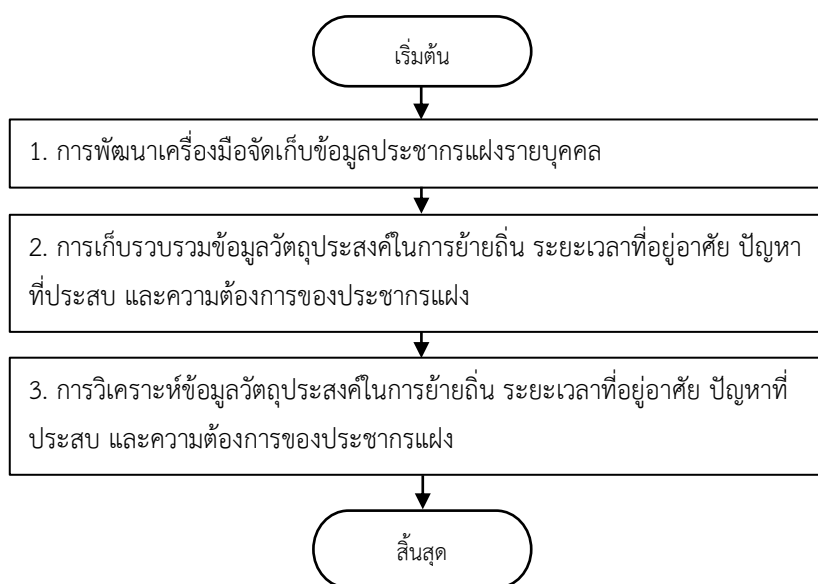 เริ่มต้น
1. การพัฒนาเครื่องมือจัดเก็บข้อมูลประชากรแฝงรายบุคคล
2. การเก็บรวบรวมข้อมูลวัตถุประสงค์ในการย้ายถิ่น ระยะเวลาที่อยู่อาศัย ปัญหา
ที่ประสบ และความต้องการของประชากรแฝง
3. การวิเคราะห์ข้อมูลวัตถุประสงค์ในการย้ายถิ่น ระยะเวลาที่อยู่อาศัย ปัญหาที่
ประสบ และความต้องการของประชากรแฝง
สิ้นสุด